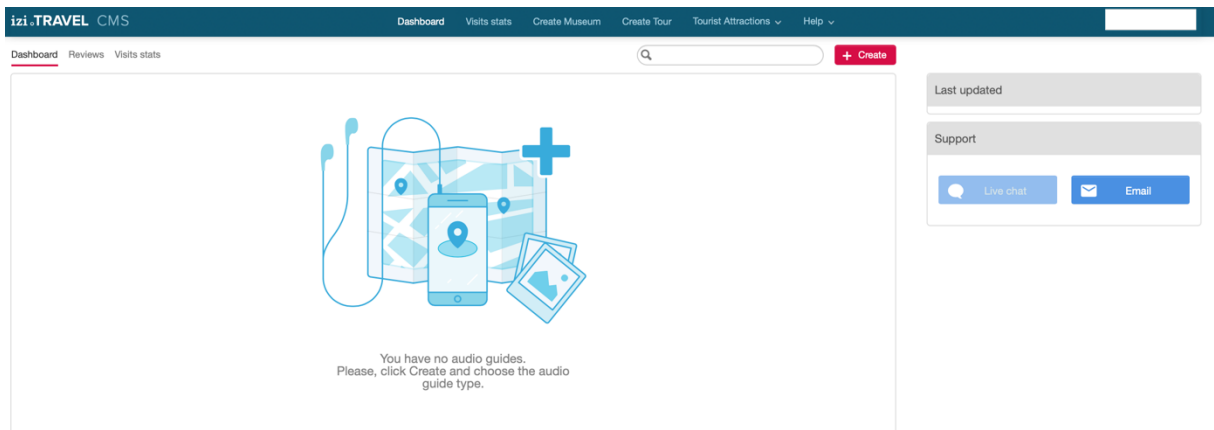 izi.TRAVEL CMS Dashboard Visits stats Create Museum Create Tour Tourist Attractions Help
Dashboard Reviews Visits stats + Create
Last updated
Support
Live chat Email
You have no audio guides.
Please, click Create and choose the audio
guide type.